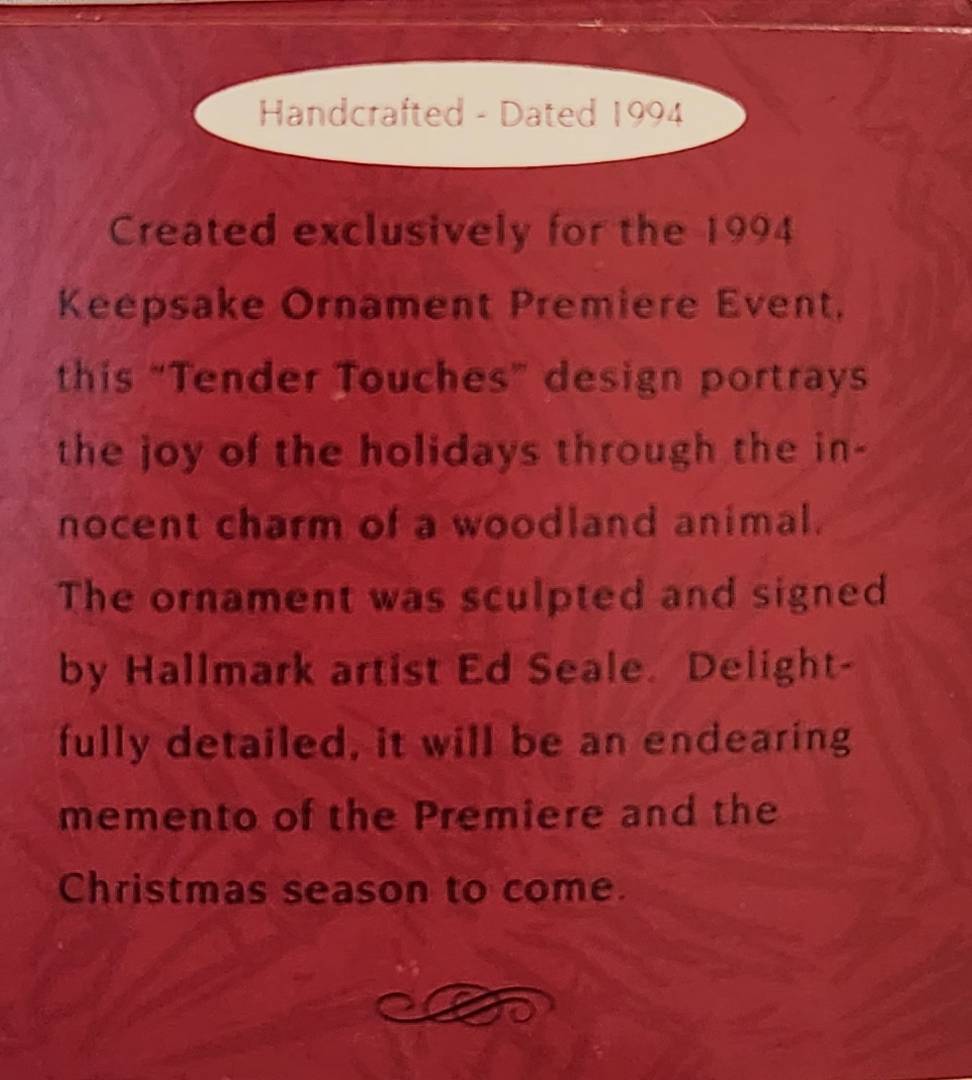 Handcrafted - Dated 1994
Created exclusively for the 1994
Keepsake Ornament Premiere Event,
this "Tender Touches" design portrays
the joy of the holidays through the in-
nocent charm of a woodland animal.
The ornament was sculpted and signed
by Hallmark artist Ed Seale. Delight-
fully detailed, it will be an endearing
memento of the Premiere and the
Christmas season to come.